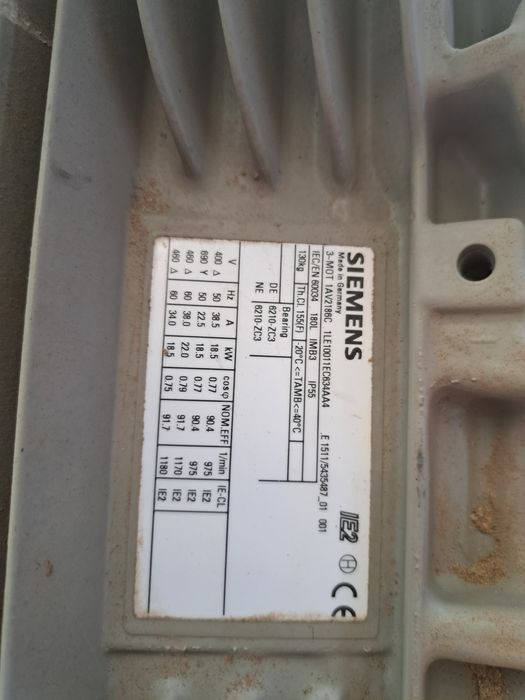 SIEMENS IE2 CE
Made in Germany
3-MOT 1AV2186C 1LE10011EC634AA4 E 1511/5435487_01 001
IEC/EN 60034 180L IMB3 IP55
130kg Th.Cl. 155(F) -20°C<=TAMB<=40°C
Bearing
DE 6210-ZC3
NE 6210-ZC3
V Hz A kW cosφ NOM.EFF 1/min IE-CL
400 Δ 50 38.5 18.5 0.77 90.4 975 IE2
690 Y 50 22.5 18.5 0.77 90.4 975 IE2
460 Δ 60 38.0 22.0 0.79 91.7 1170 IE2
460 Δ 60 34.0 18.5 0.75 91.7 1180 IE2